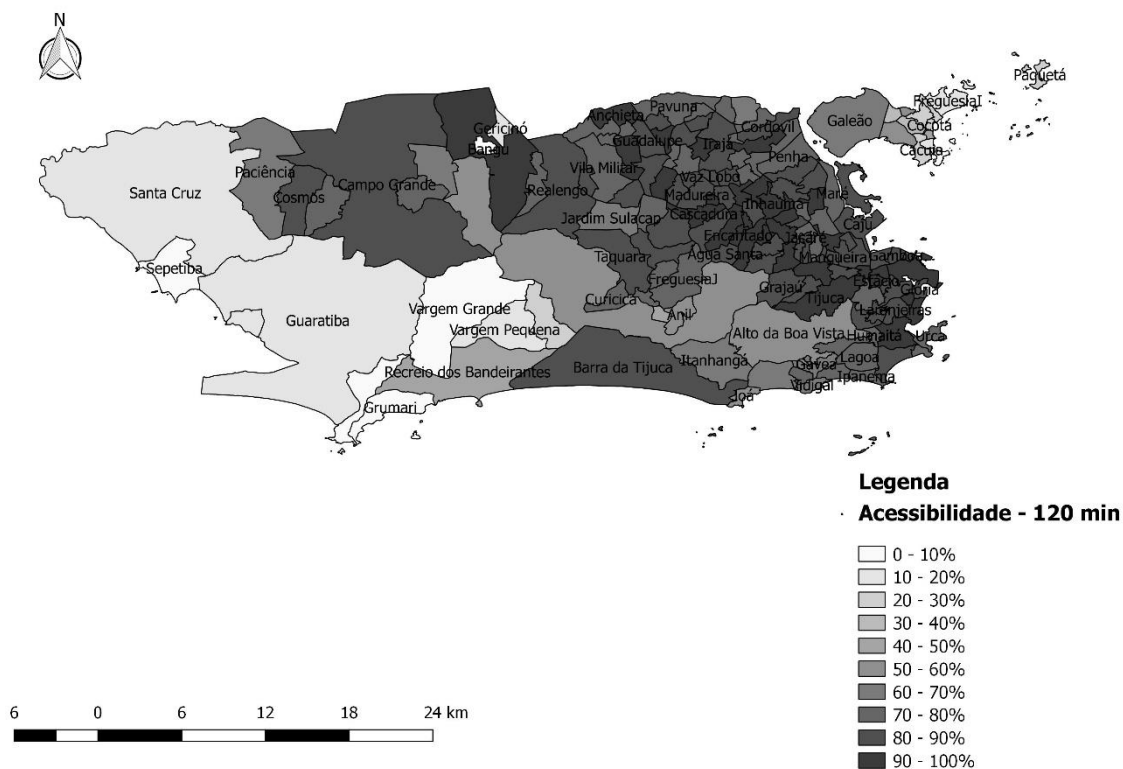 Paquetá
FreguesiaI
Pavuna
Anchieta
Galeão
Cocotá
Gericinó
Guadalupe
Irajá
Cordovil
Bangu
Cacuia
Penha
Vila Militar
Paciência
Vaz Lobo
Santa Cruz
Campo Grande
Realengo
Madureira
Maré
Cosmos
Inhaúma
Jardim Sulacap
Cascadura
Caju
Encantado
Jacaré
Taquara
Água Santa
Mangueira
Gamboa
Sepetiba
FreguesiaJ
Grajaú
Estácio
Glória
Curicica
Tijuca
Vargem Grande
Laranjeiras
Guaratiba
Anil
Vargem Pequena
Alto da Boa Vista
Humaitá
Urca
Itanhangá
Lagoa
Barra da Tijuca
Gávea
Recreio dos Bandeirantes
Ipanema
Vidigal
Joá
Grumari
Legenda
Acessibilidade - 120 min
0 - 10%
10 - 20%
20 - 30%
30 - 40%
40 - 50%
50 - 60%
60 - 70%
70 - 80%
80 - 90%
90 - 100%
6 0 6 12 18 24 km